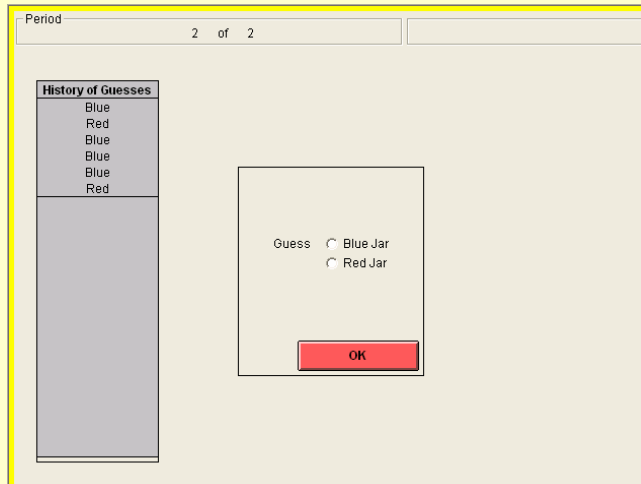 Period
2 of 2
History of Guesses
Blue
Red
Blue
Blue
Blue
Red
Guess Blue Jar
Red Jar
OK